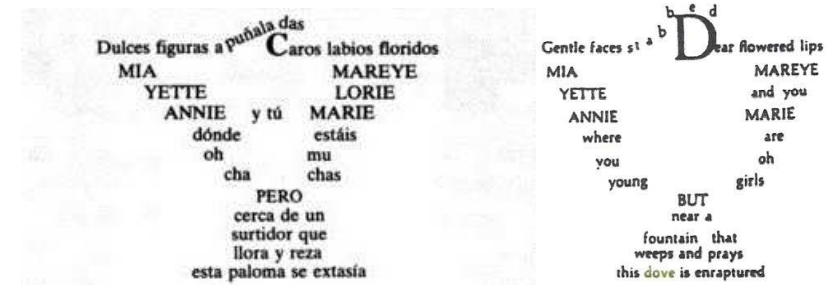 Dulces figuras apuñaladas Caros labios floridos
MIA MAREYE
YETTE LORIE
ANNIE y tú MARIE
dónde estáis
oh mu
cha chas
PERO
cerca de un
surtidor que
llora y reza
esta paloma se extasía
Gentle faces stabbed Dear flowered lips
MIA MAREYE
YETTE and you
ANNIE MARIE
where are
you oh
young girls
BUT
near a
fountain that
weeps and prays
this dove is enraptured